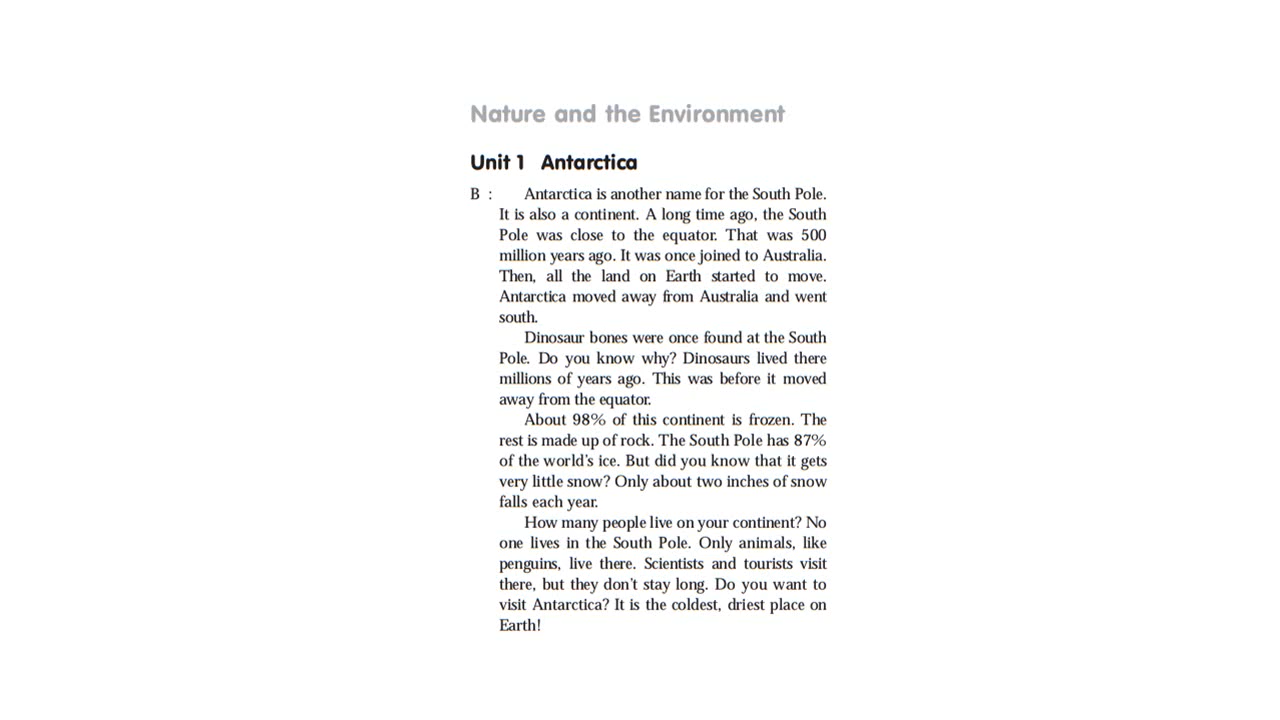 Nature and the Environment
Unit 1 Antarctica
B : Antarctica is another name for the South Pole.
It is also a continent. A long time ago, the South
Pole was close to the equator. That was 500
million years ago. It was once joined to Australia.
Then, all the land on Earth started to move.
Antarctica moved away from Australia and went
south.
Dinosaur bones were once found at the South
Pole. Do you know why? Dinosaurs lived there
millions of years ago. This was before it moved
away from the equator.
About 98% of this continent is frozen. The
rest is made up of rock. The South Pole has 87%
of the world's ice. But did you know that it gets
very little snow? Only about two inches of snow
falls each year.
How many people live on your continent? No
one lives in the South Pole. Only animals, like
penguins, live there. Scientists and tourists visit
there, but they don't stay long. Do you want to
visit Antarctica? It is the coldest, driest place on
Earth!